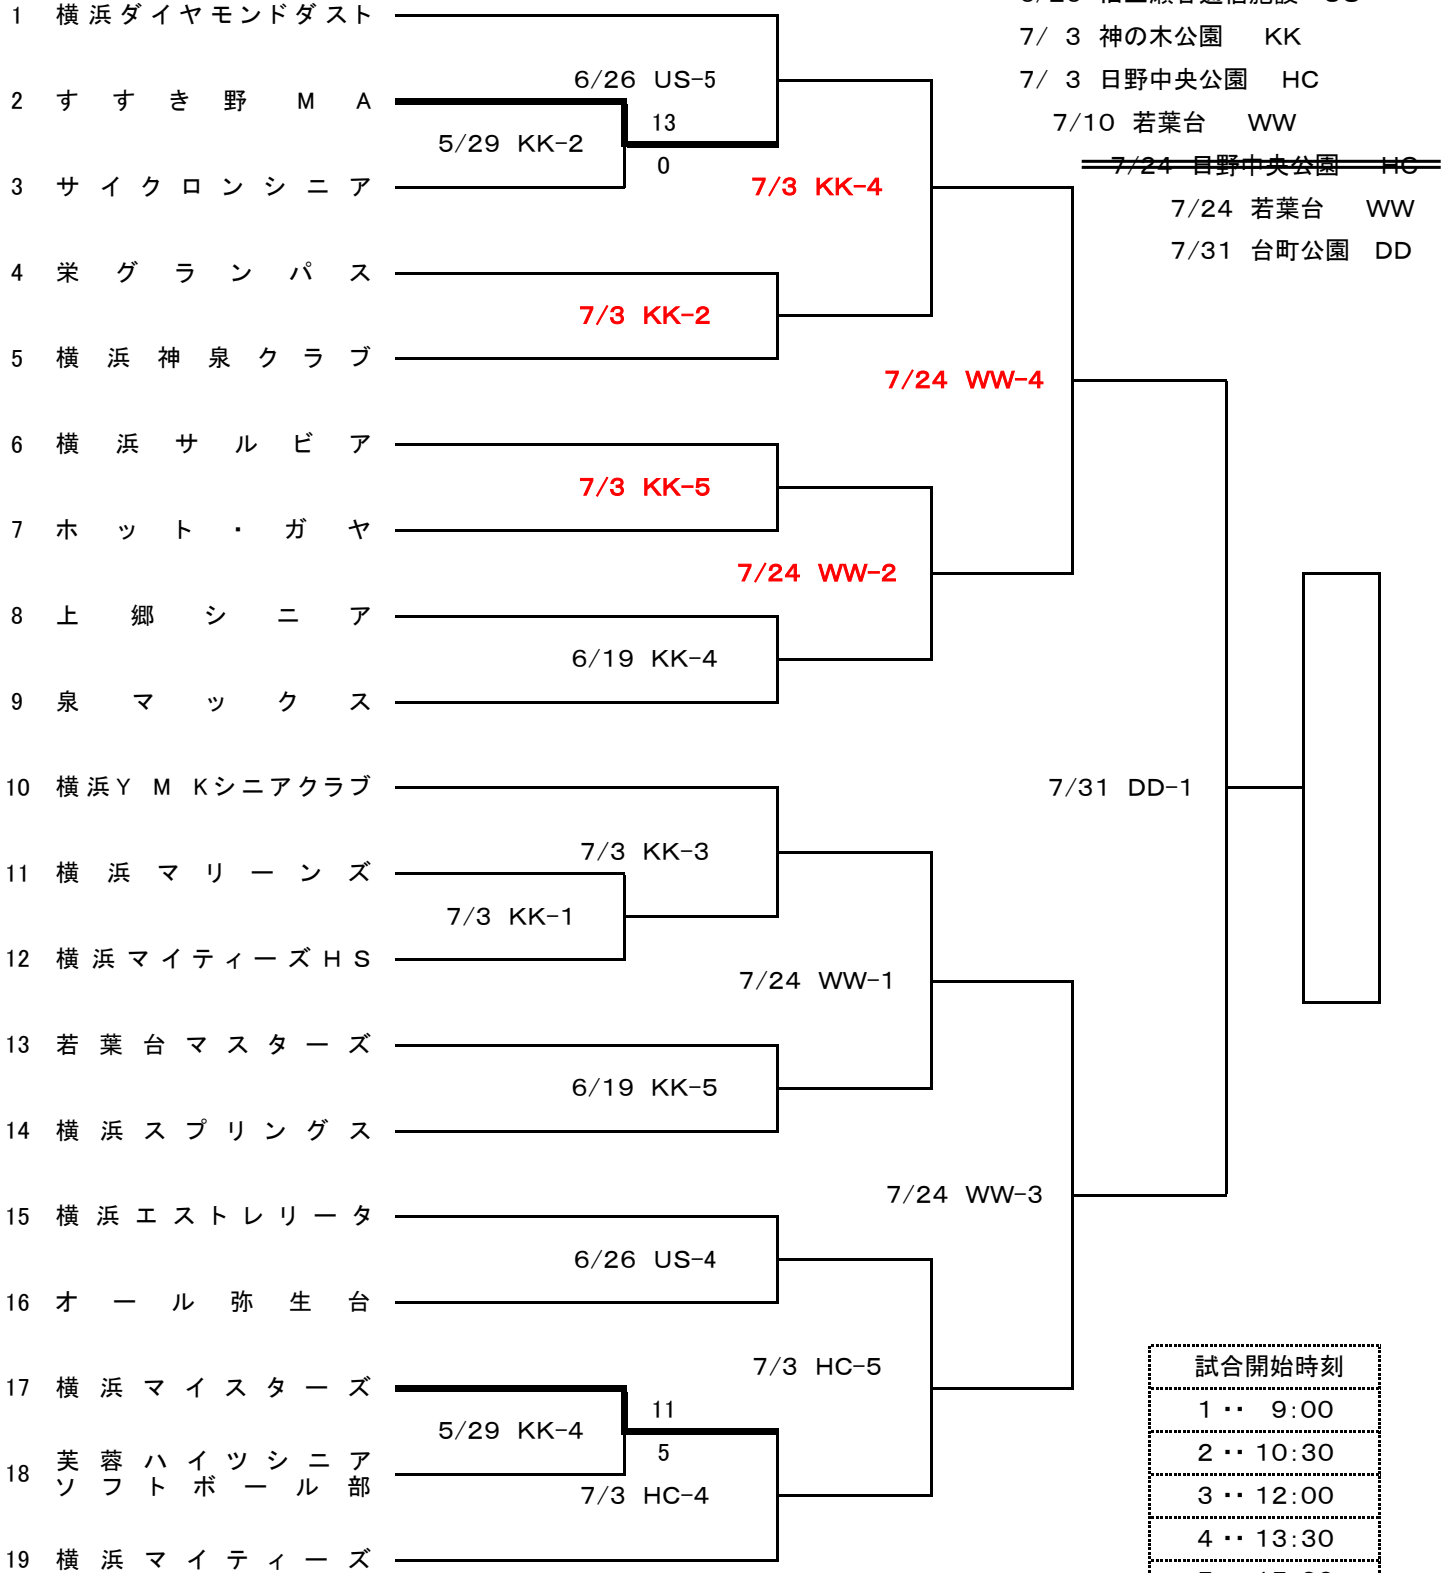 1 横浜ダイヤモンドダスト
7/ 3 神の木公園 KK
6/26 US-5
7/ 3 日野中央公園 HC
2 すすき野MA
13
7/10 若葉台 WW
5/29 KK-2
0
7/24 日野中央公園 HC
3 サイクロンシニア
7/3 KK-4
7/24 若葉台 WW
7/31 台町公園 DD
4 栄グランパス
7/3 KK-2
5 横浜神泉クラブ
7/24 WW-4
6 横浜サルビア
7/3 KK-5
7 ホット・ガヤ
7/24 WW-2
8 上郷シニア
6/19 KK-4
9 泉マックス
10 横浜YMKシニアクラブ
7/31 DD-1
7/3 KK-3
11 横浜マリーンズ
7/3 KK-1
12 横浜マイティーズHS
7/24 WW-1
13 若葉台マスターズ
6/19 KK-5
14 横浜スプリングス
7/24 WW-3
15 横浜エストレリータ
6/26 US-4
16 オール弥生台
7/3 HC-5
試合開始時刻
17 横浜マイスターズ
11
1 ‥ 9:00
5/29 KK-4
5
2 ‥ 10:30
18 芙蓉ハイツシニア
ソフトボール部
7/3 HC-4
3 ‥ 12:00
4 ‥ 13:30
19 横浜マイティーズ